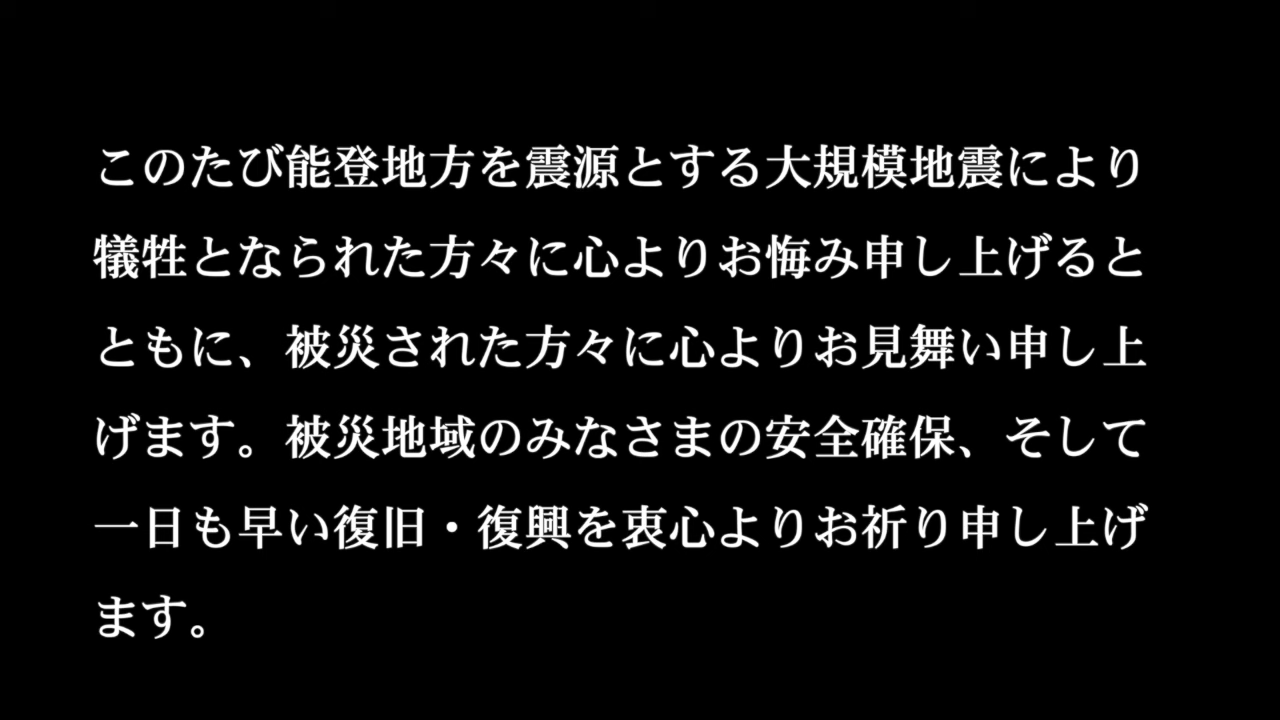 このたび能登地方を震源とする大規模地震により
犠牲となられた方々に心よりお悔み申し上げると
ともに、被災された方々に心よりお見舞い申し上
げます。被災地域のみなさまの安全確保、そして
一日も早い復旧・復興を衷心よりお祈り申し上げ
ます。